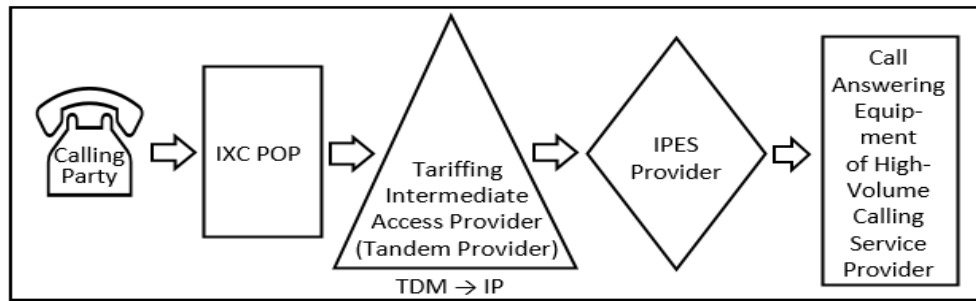 Calling
Party
IXC POP
Tariffing
Intermediate
Access Provider
(Tandem Provider)
TDM → IP
IPES
Provider
Call
Answering
Equip-
ment
of High-
Volume
Calling
Service
Provider